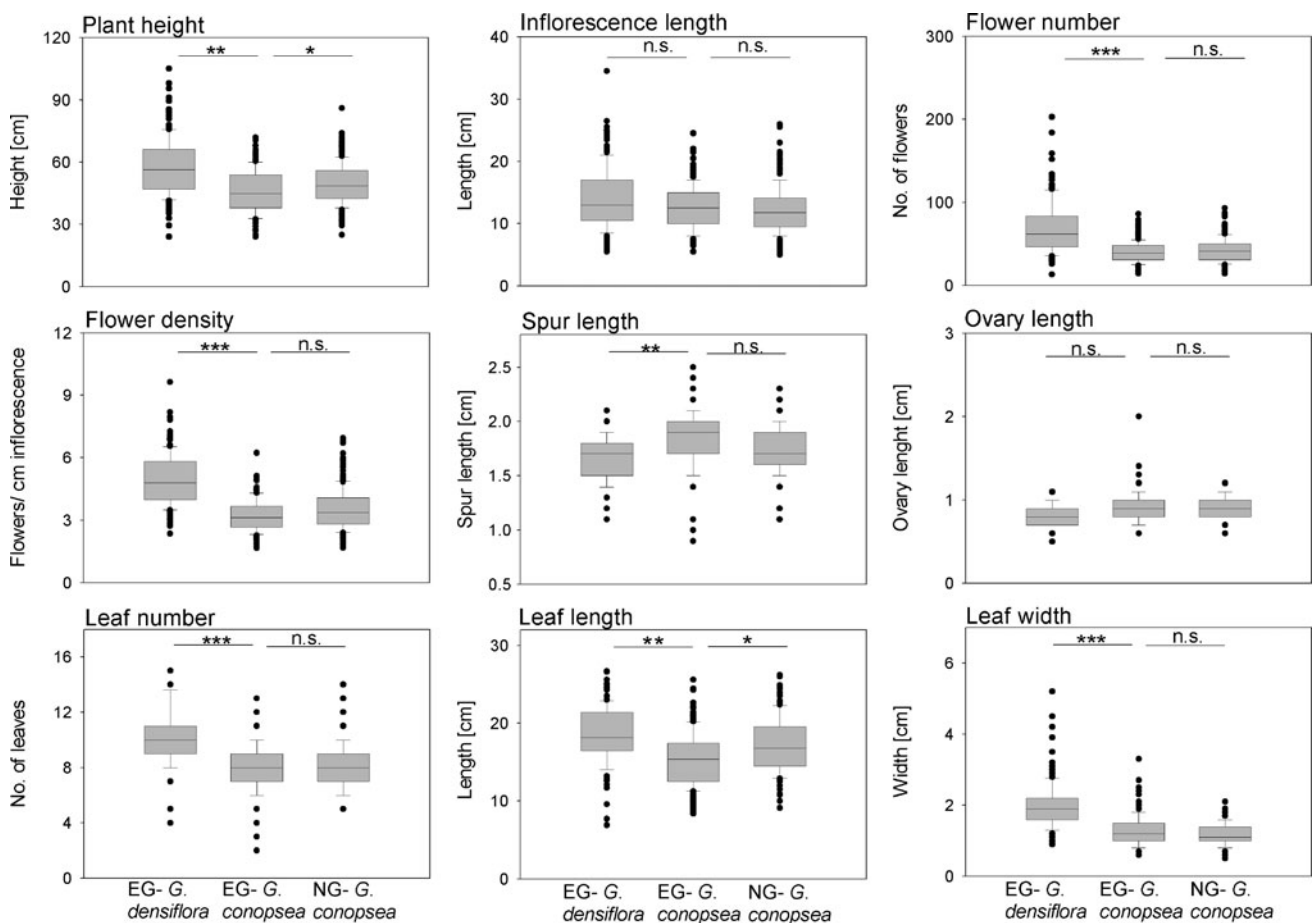 Plant height
Inflorescence length
Flower number
120
90
60
30
0
Height [cm]
** *
40
30
20
10
0
Length [cm]
n.s. n.s.
300
200
100
0
No. of flowers
*** n.s.
Flower density
Spur length
Ovary length
12
9
6
3
0
Flowers/ cm inflorescence
*** n.s.
2.5
2.0
1.5
1.0
0.5
Spur length [cm]
** n.s.
3
2
1
0
Ovary lenght [cm]
n.s. n.s.
Leaf number
Leaf length
Leaf width
16
12
8
4
0
No. of leaves
*** n.s.
30
20
10
0
Length [cm]
** *
6
4
2
0
Width [cm]
*** n.s.
EG- G. EG- G. NG- G.
densiflora conopsea conopsea
EG- G. EG- G. NG- G.
densiflora conopsea conopsea
EG- G. EG- G. NG- G.
densiflora conopsea conopsea